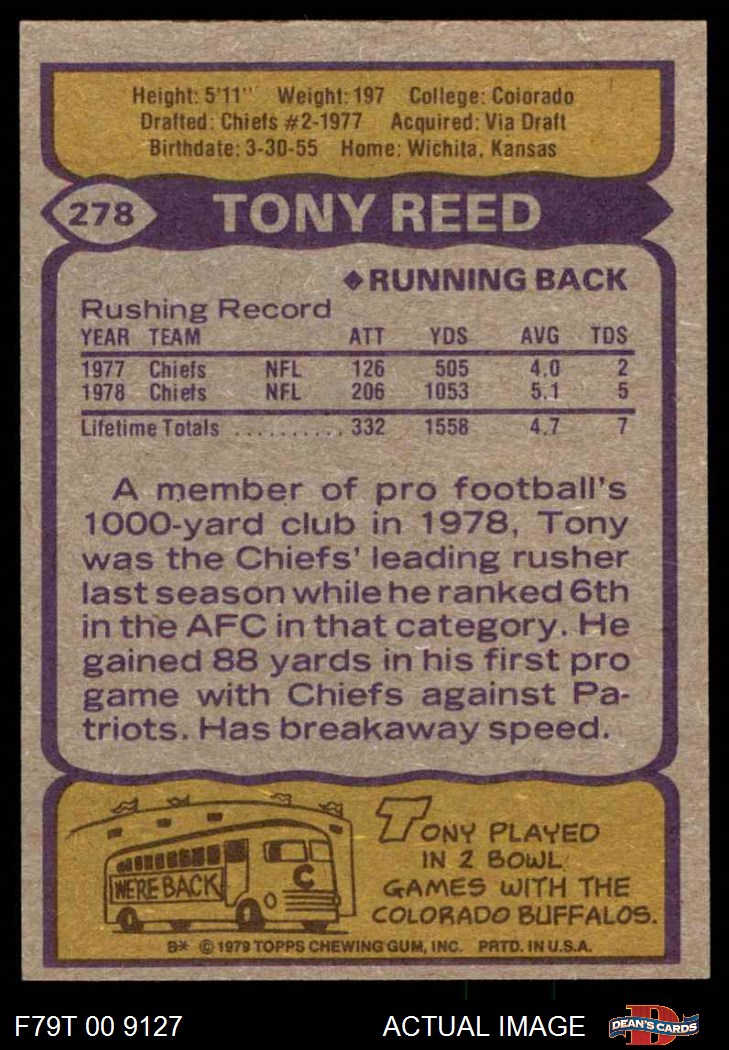 Height: 5'11" Weight: 197 College: Colorado
Drafted: Chiefs #2-1977 Acquired: Via Draft
Birthdate: 3-30-55 Home: Wichita, Kansas
278 TONY REED
◆RUNNING BACK
Rushing Record
YEAR TEAM ATT YDS AVG TDS
1977 Chiefs NFL 126 505 4.0 2
1978 Chiefs NFL 206 1053 5.1 5
Lifetime Totals .......... 332 1558 4.7 7
A member of pro football's
1000-yard club in 1978, Tony
was the Chiefs' leading rusher
last season while he ranked 6th
in the AFC in that category. He
gained 88 yards in his first pro
game with Chiefs against Pa-
triots. Has breakaway speed.
WE'RE BACK
C
TONY PLAYED
IN 2 BOWL
GAMES WITH THE
COLORADO BUFFALOS.
B* © 1979 TOPPS CHEWING GUM, INC. PRTD. IN U.S.A.
F79T 00 9127
ACTUAL IMAGE
D
DEAN'S CARDS